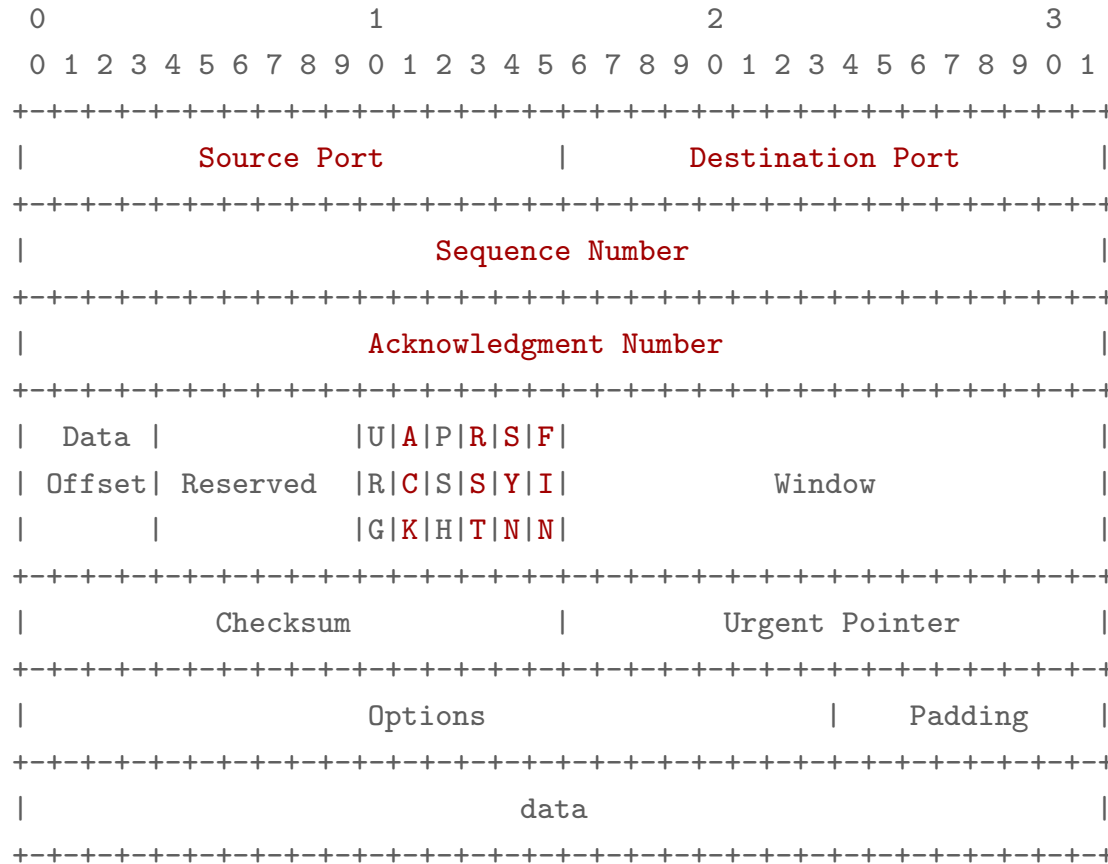 0                   1                   2                   3
 0 1 2 3 4 5 6 7 8 9 0 1 2 3 4 5 6 7 8 9 0 1 2 3 4 5 6 7 8 9 0 1
+-+-+-+-+-+-+-+-+-+-+-+-+-+-+-+-+-+-+-+-+-+-+-+-+-+-+-+-+-+-+-+-+
|          Source Port          |       Destination Port        |
+-+-+-+-+-+-+-+-+-+-+-+-+-+-+-+-+-+-+-+-+-+-+-+-+-+-+-+-+-+-+-+-+
|                        Sequence Number                        |
+-+-+-+-+-+-+-+-+-+-+-+-+-+-+-+-+-+-+-+-+-+-+-+-+-+-+-+-+-+-+-+-+
|                    Acknowledgment Number                      |
+-+-+-+-+-+-+-+-+-+-+-+-+-+-+-+-+-+-+-+-+-+-+-+-+-+-+-+-+-+-+-+-+
|  Data |           |U|A|P|R|S|F|                               |
| Offset| Reserved  |R|C|S|S|Y|I|            Window             |
|       |           |G|K|H|T|N|N|                               |
+-+-+-+-+-+-+-+-+-+-+-+-+-+-+-+-+-+-+-+-+-+-+-+-+-+-+-+-+-+-+-+-+
|           Checksum            |         Urgent Pointer        |
+-+-+-+-+-+-+-+-+-+-+-+-+-+-+-+-+-+-+-+-+-+-+-+-+-+-+-+-+-+-+-+-+
|                    Options                    |    Padding    |
+-+-+-+-+-+-+-+-+-+-+-+-+-+-+-+-+-+-+-+-+-+-+-+-+-+-+-+-+-+-+-+-+
|                             data                              |
+-+-+-+-+-+-+-+-+-+-+-+-+-+-+-+-+-+-+-+-+-+-+-+-+-+-+-+-+-+-+-+-+